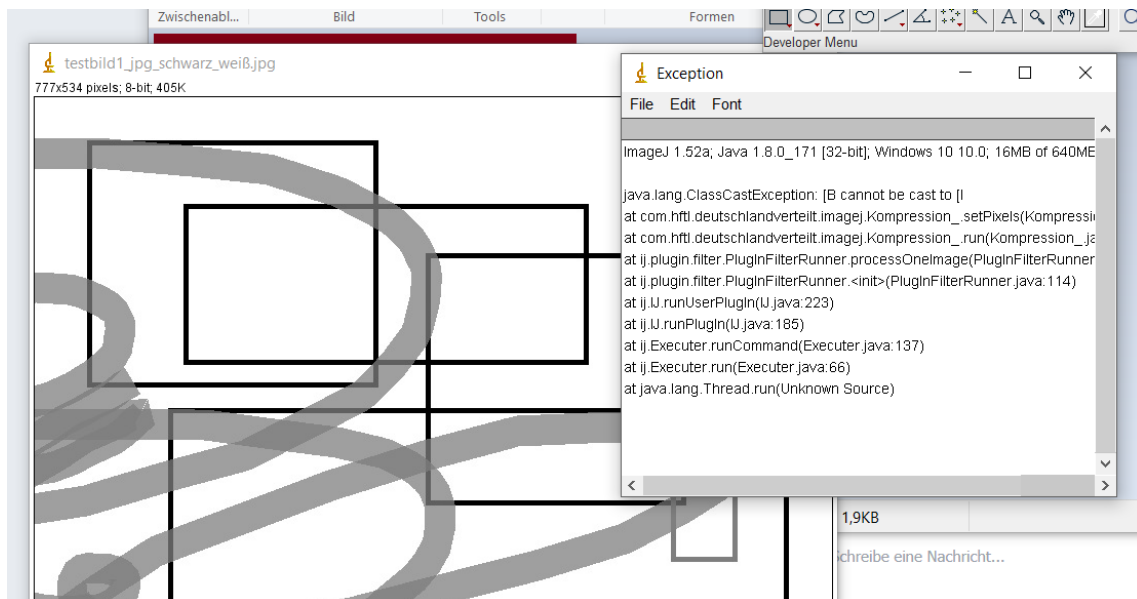 Zwischenabl... Bild Tools Formen
Developer Menu
testbild1_jpg_schwarz_weiß.jpg
777x534 pixels; 8-bit; 405K
Exception
File Edit Font
ImageJ 1.52a; Java 1.8.0_171 [32-bit]; Windows 10 10.0; 16MB of 640MB
java.lang.ClassCastException: [B cannot be cast to [I
at com.hftl.deutschlandverteilt.imagej.Kompression_.setPixels(Kompressi
at com.hftl.deutschlandverteilt.imagej.Kompression_.run(Kompression_.ja
at ij.plugin.filter.PlugInFilterRunner.processOneImage(PlugInFilterRunner
at ij.plugin.filter.PlugInFilterRunner.<init>(PlugInFilterRunner.java:114)
at ij.IJ.runUserPlugIn(IJ.java:223)
at ij.IJ.runPlugIn(IJ.java:185)
at ij.Executer.runCommand(Executer.java:137)
at ij.Executer.run(Executer.java:66)
at java.lang.Thread.run(Unknown Source)
1,9KB
Schreibe eine Nachricht...